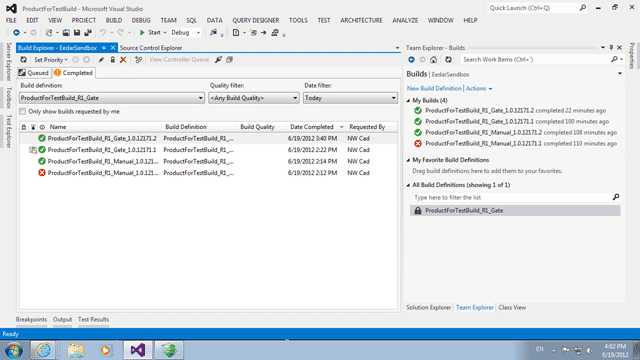 ProductForTestBuild - Microsoft Visual Studio
Quick Launch (Ctrl+Q)
FILE EDIT VIEW PROJECT BUILD DEBUG TEAM SQL DATA QUERY DESIGNER TOOLS TEST ARCHITECTURE ANALYZE WINDOW HELP
Start Debug
Server Explorer
Toolbox
Test Explorer
Build Explorer - EedarSandbox
Source Control Explorer
Set Priority View Controller Queue
Queued Completed
Build definition: Quality filter: Date filter:
ProductForTestBuild_R1_Gate <Any Build Quality> Today
Only show builds requested by me
Name Build Definition Build Quality Date Completed Requested By
ProductForTestBuild_R1_Gate_1.0.12171.2 ProductForTestBuild_R1_... 6/19/2012 3:40 PM NW Cad
ProductForTestBuild_R1_Gate_1.0.12171.1 ProductForTestBuild_R1_... 6/19/2012 2:22 PM NW Cad
ProductForTestBuild_R1_Manual_1.0.121... ProductForTestBuild_R1_... 6/19/2012 2:14 PM NW Cad
ProductForTestBuild_R1_Manual_1.0.121... ProductForTestBuild_R1_... 6/19/2012 2:12 PM NW Cad
Team Explorer - Builds
Search Work Items (Ctrl+')
Builds | EedarSandbox
New Build Definition | Actions
My Builds (4)
ProductForTestBuild_R1_Gate_1.0.12171.2 completed 22 minutes ago
ProductForTestBuild_R1_Gate_1.0.12171.1 completed 100 minutes ago
ProductForTestBuild_R1_Manual_1.0.12171.2 completed 108 minutes ago
ProductForTestBuild_R1_Manual_1.0.12171.1 completed 110 minutes ago
My Favorite Build Definitions
Drag build definitions here to add them to your favorites.
All Build Definitions (showing 1 of 1)
Type here to filter the list
ProductForTestBuild_R1_Gate
Solution Explorer Team Explorer Class View
Properties
Breakpoints Output Test Results
Ready
EN
4:02 PM
6/19/2012